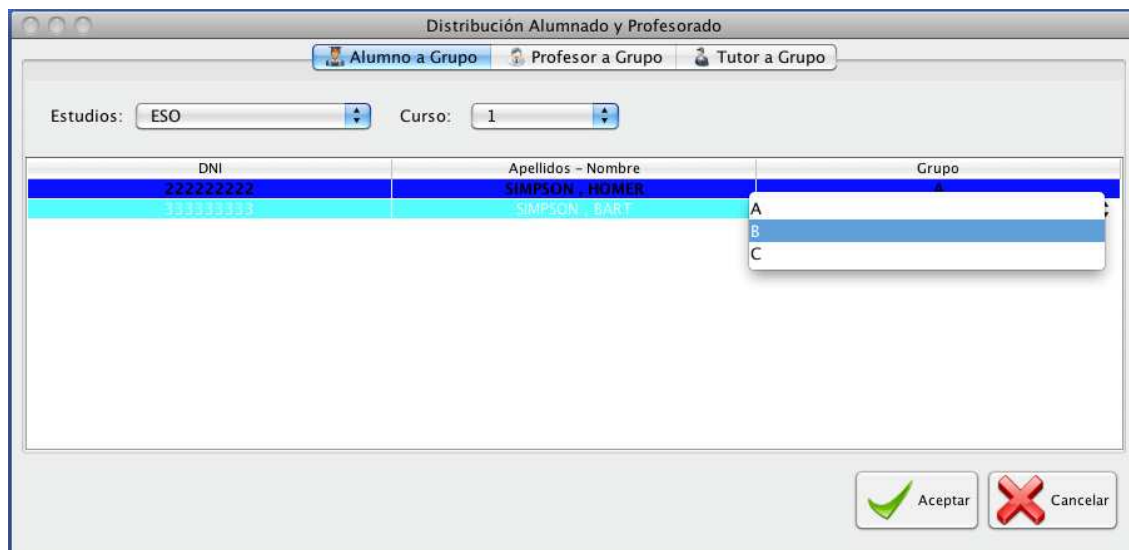 Distribución Alumnado y Profesorado
Alumno a Grupo Profesor a Grupo Tutor a Grupo
Estudios: ESO Curso: 1
DNI Apellidos - Nombre Grupo
222222222 SIMPSON , HOMER A
333333333 SIMPSON , BART
A
B
C
Aceptar Cancelar